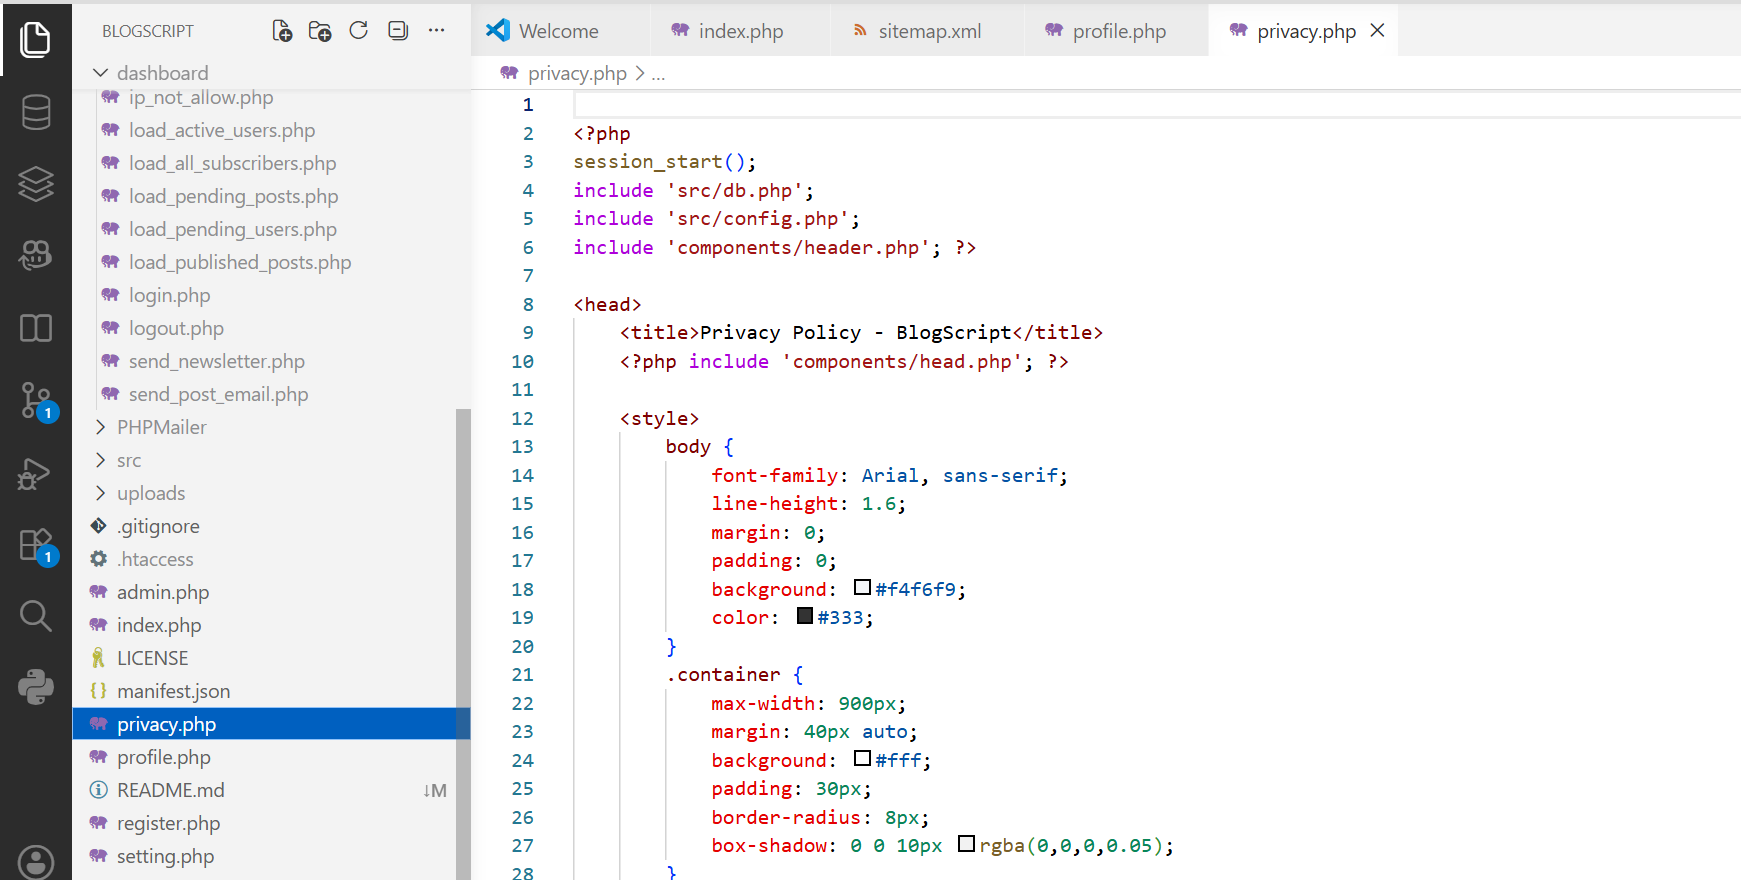 BLOGSCRIPT
dashboard
ip_not_allow.php
load_active_users.php
load_all_subscribers.php
load_pending_posts.php
load_pending_users.php
load_published_posts.php
login.php
logout.php
send_newsletter.php
send_post_email.php
PHPMailer
src
uploads
.gitignore
.htaccess
admin.php
index.php
LICENSE
manifest.json
privacy.php
profile.php
README.md ↓M
register.php
setting.php
1
1
Welcome index.php sitemap.xml profile.php privacy.php
privacy.php > ...
1
2 <?php
3 session_start();
4 include 'src/db.php';
5 include 'src/config.php';
6 include 'components/header.php'; ?>
7
8 <head>
9     <title>Privacy Policy - BlogScript</title>
10     <?php include 'components/head.php'; ?>
11
12     <style>
13         body {
14             font-family: Arial, sans-serif;
15             line-height: 1.6;
16             margin: 0;
17             padding: 0;
18             background: #f4f6f9;
19             color: #333;
20         }
21         .container {
22             max-width: 900px;
23             margin: 40px auto;
24             background: #fff;
25             padding: 30px;
26             border-radius: 8px;
27             box-shadow: 0 0 10px rgba(0,0,0,0.05);
28         }